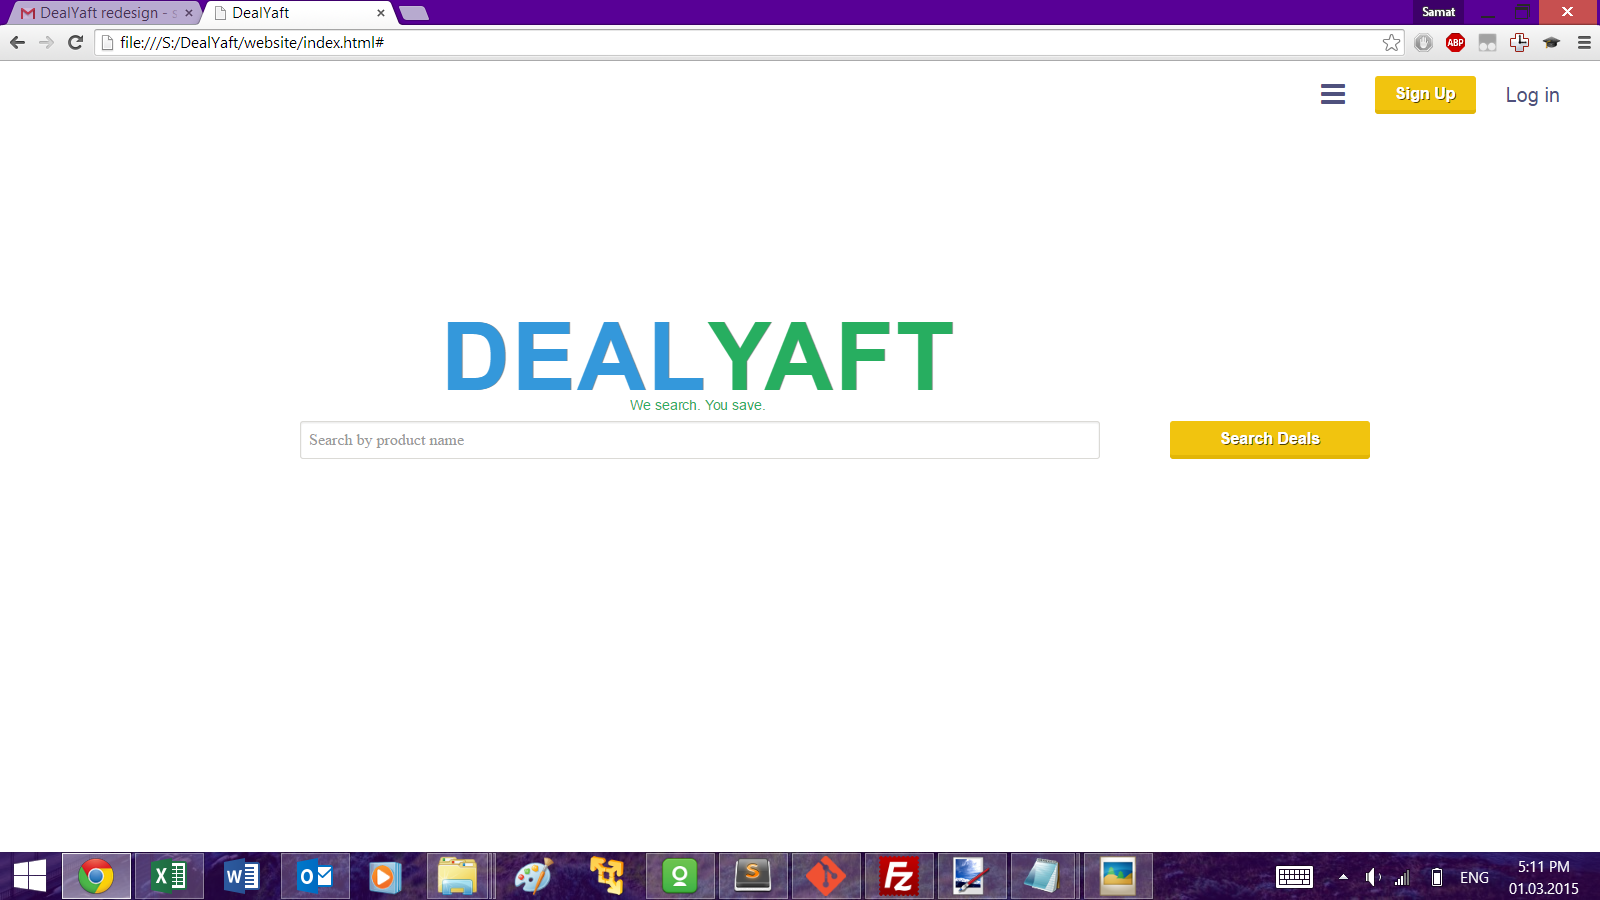 DealYaft redesign - s
DealYaft
Samat
file:///S:/DealYaft/website/index.html#
ABP
Sign Up
Log in
DEALYAFT
We search. You save.
Search by product name
Search Deals
ENG
5:11 PM
01.03.2015